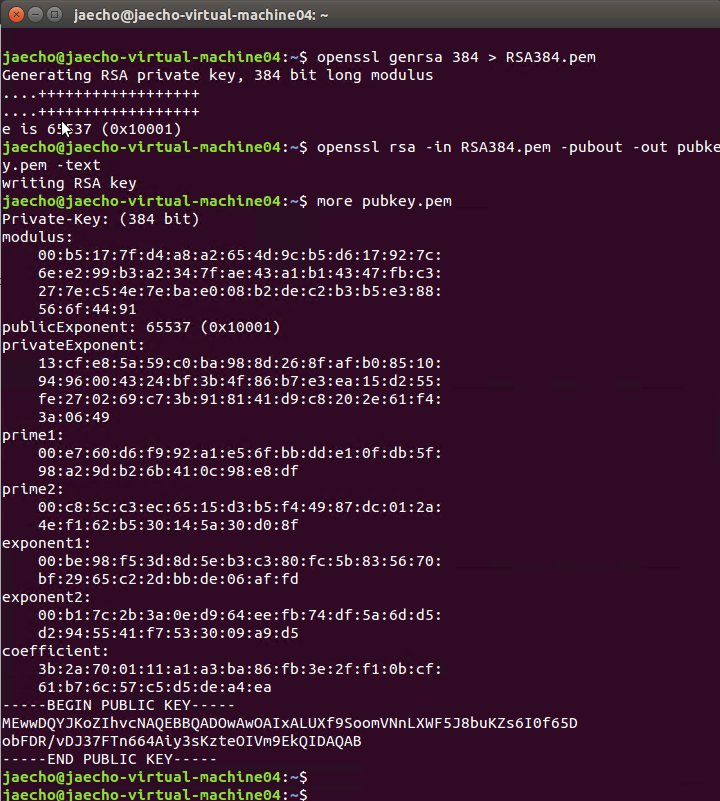 jaecho@jaecho-virtual-machine04: ~
jaecho@jaecho-virtual-machine04:~$ openssl genrsa 384 > RSA384.pem
Generating RSA private key, 384 bit long modulus
....++++++++++++++++++
....++++++++++++++++++
e is 65537 (0x10001)
jaecho@jaecho-virtual-machine04:~$ openssl rsa -in RSA384.pem -pubout -out pubke
y.pem -text
writing RSA key
jaecho@jaecho-virtual-machine04:~$ more pubkey.pem
Private-Key: (384 bit)
modulus:
    00:b5:17:7f:d4:a8:a2:65:4d:9c:b5:d6:17:92:7c:
    6e:e2:99:b3:a2:34:7f:ae:43:a1:b1:43:47:fb:c3:
    27:7e:c5:4e:7e:ba:e0:08:b2:de:c2:b3:b5:e3:88:
    56:6f:44:91
publicExponent: 65537 (0x10001)
privateExponent:
    13:cf:e8:5a:59:c0:ba:98:8d:26:8f:af:b0:85:10:
    94:96:00:43:24:bf:3b:4f:86:b7:e3:ea:15:d2:55:
    fe:27:02:69:c7:3b:91:81:41:d9:c8:20:2e:61:f4:
    3a:06:49
prime1:
    00:e7:60:d6:f9:92:a1:e5:6f:bb:dd:e1:0f:db:5f:
    98:a2:9d:b2:6b:41:0c:98:e8:df
prime2:
    00:c8:5c:c3:ec:65:15:d3:b5:f4:49:87:dc:01:2a:
    4e:f1:62:b5:30:14:5a:30:d0:8f
exponent1:
    00:be:98:f5:3d:8d:5e:b3:c3:80:fc:5b:83:56:70:
    bf:29:65:c2:2d:bb:de:06:af:fd
exponent2:
    00:b1:7c:2b:3a:0e:d9:64:ee:fb:74:df:5a:6d:d5:
    d2:94:55:41:f7:53:30:09:a9:d5
coefficient:
    3b:2a:70:01:11:a1:a3:ba:86:fb:3e:2f:f1:0b:cf:
    61:b7:6c:57:c5:d5:de:a4:ea
-----BEGIN PUBLIC KEY-----
MEwwDQYJKoZIhvcNAQEBBQADOwAwOAIxALUXf9SoomVNnLXWF5J8buKZs6I0f65D
obFDR/vDJ37FTn664Aiy3sKzteOIVm9EkQIDAQAB
-----END PUBLIC KEY-----
jaecho@jaecho-virtual-machine04:~$
jaecho@jaecho-virtual-machine04:~$